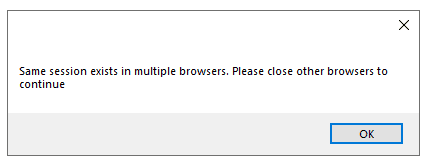 Same session exists in multiple browsers. Please close other browsers to
continue
OK